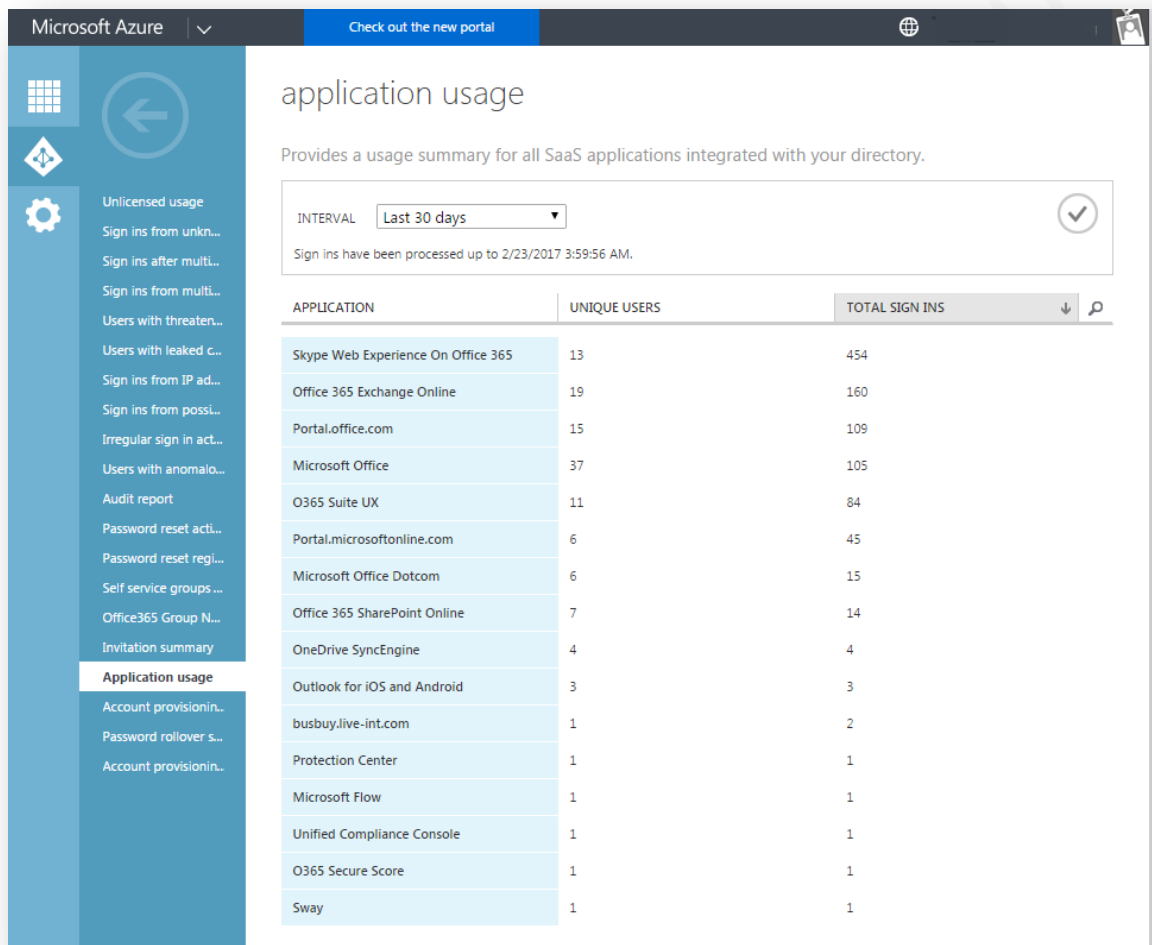 Microsoft Azure
Check out the new portal
Unlicensed usage
Sign ins from unkn...
Sign ins after multi...
Sign ins from multi...
Users with threaten...
Users with leaked c...
Sign ins from IP ad...
Sign ins from possi...
Irregular sign in act...
Users with anomalo...
Audit report
Password reset acti...
Password reset regi...
Self service groups ...
Office365 Group N...
Invitation summary
Application usage
Account provisionin...
Password rollover s...
Account provisionin...
application usage
Provides a usage summary for all SaaS applications integrated with your directory.
INTERVAL Last 30 days
Sign ins have been processed up to 2/23/2017 3:59:56 AM.
APPLICATION UNIQUE USERS TOTAL SIGN INS
Skype Web Experience On Office 365 13 454
Office 365 Exchange Online 19 160
Portal.office.com 15 109
Microsoft Office 37 105
O365 Suite UX 11 84
Portal.microsoftonline.com 6 45
Microsoft Office Dotcom 6 15
Office 365 SharePoint Online 7 14
OneDrive SyncEngine 4 4
Outlook for iOS and Android 3 3
busbuy.live-int.com 1 2
Protection Center 1 1
Microsoft Flow 1 1
Unified Compliance Console 1 1
O365 Secure Score 1 1
Sway 1 1